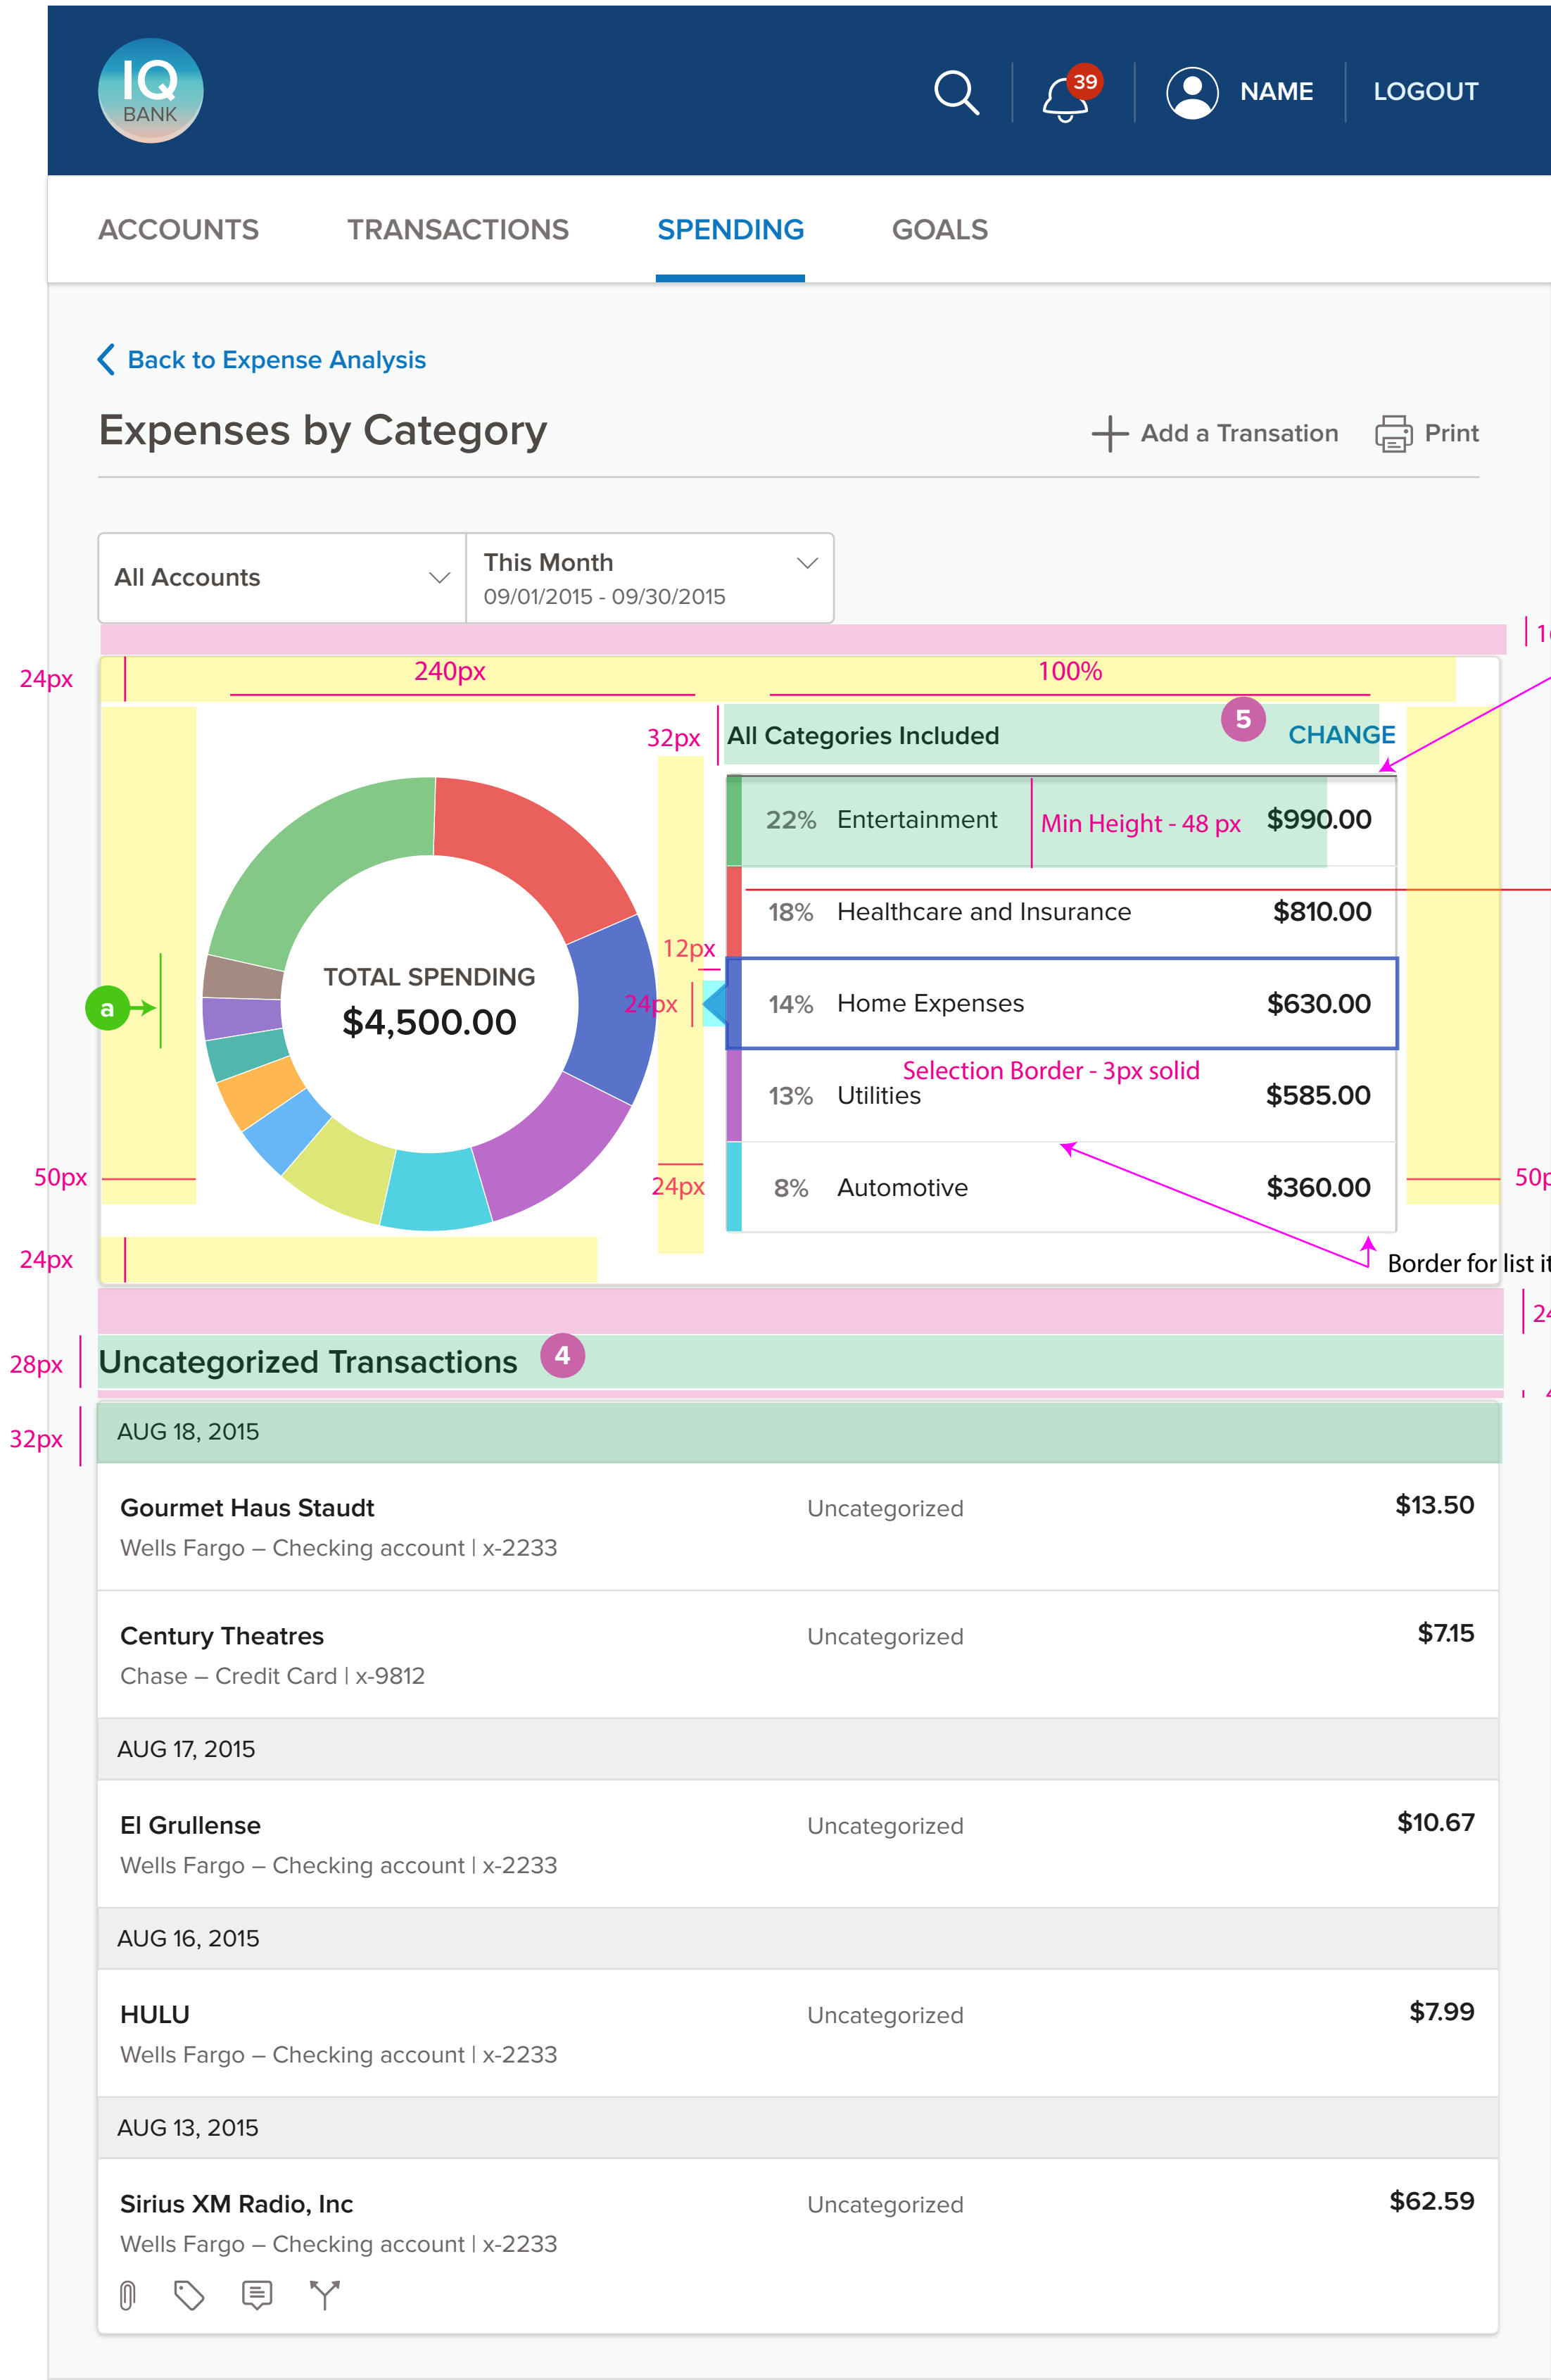 IQ
BANK
39
NAME
LOGOUT
ACCOUNTS
TRANSACTIONS
SPENDING
GOALS
Back to Expense Analysis
Expenses by Category
Add a Transation
Print
All Accounts
This Month
09/01/2015 - 09/30/2015
24px
240px
100%
32px
All Categories Included
5
CHANGE
22% Entertainment
Min Height - 48 px
$990.00
18% Healthcare and Insurance $810.00
12px
TOTAL SPENDING
$4,500.00
a
24px
14% Home Expenses $630.00
Selection Border - 3px solid
13% Utilities $585.00
50px
24px
50p
8% Automotive $360.00
24px
Border for list it
24
28px
Uncategorized Transactions
4
32px
AUG 18, 2015
Gourmet Haus Staudt Uncategorized $13.50
Wells Fargo – Checking account | x-2233
Century Theatres Uncategorized $7.15
Chase – Credit Card | x-9812
AUG 17, 2015
El Grullense Uncategorized $10.67
Wells Fargo – Checking account | x-2233
AUG 16, 2015
HULU Uncategorized $7.99
Wells Fargo – Checking account | x-2233
AUG 13, 2015
Sirius XM Radio, Inc Uncategorized $62.59
Wells Fargo – Checking account | x-2233